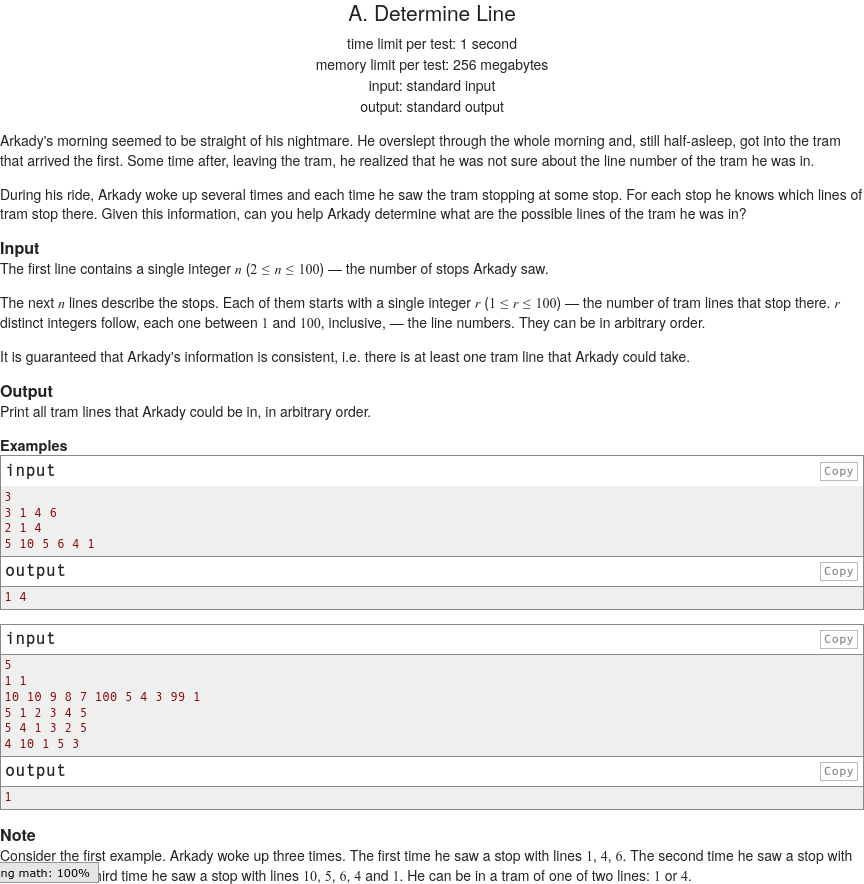 A. Determine Line
time limit per test: 1 second
memory limit per test: 256 megabytes
input: standard input
output: standard output
Arkady's morning seemed to be straight of his nightmare. He overslept through the whole morning and, still half-asleep, got into the tram
that arrived the first. Some time after, leaving the tram, he realized that he was not sure about the line number of the tram he was in.
During his ride, Arkady woke up several times and each time he saw the tram stopping at some stop. For each stop he knows which lines of
tram stop there. Given this information, can you help Arkady determine what are the possible lines of the tram he was in?
Input
The first line contains a single integer n (2 ≤ n ≤ 100) — the number of stops Arkady saw.
The next n lines describe the stops. Each of them starts with a single integer r (1 ≤ r ≤ 100) — the number of tram lines that stop there. r
distinct integers follow, each one between 1 and 100, inclusive, — the line numbers. They can be in arbitrary order.
It is guaranteed that Arkady's information is consistent, i.e. there is at least one tram line that Arkady could take.
Output
Print all tram lines that Arkady could be in, in arbitrary order.
Examples
input Copy
3
3 1 4 6
2 1 4
5 10 5 6 4 1
output Copy
1 4
input Copy
5
1 1
10 10 9 8 7 100 5 4 3 99 1
5 1 2 3 4 5
5 4 1 3 2 5
4 10 1 5 3
output Copy
1
Note
Consider the first example. Arkady woke up three times. The first time he saw a stop with lines 1, 4, 6. The second time he saw a stop with
ng math: 100% hird time he saw a stop with lines 10, 5, 6, 4 and 1. He can be in a tram of one of two lines: 1 or 4.